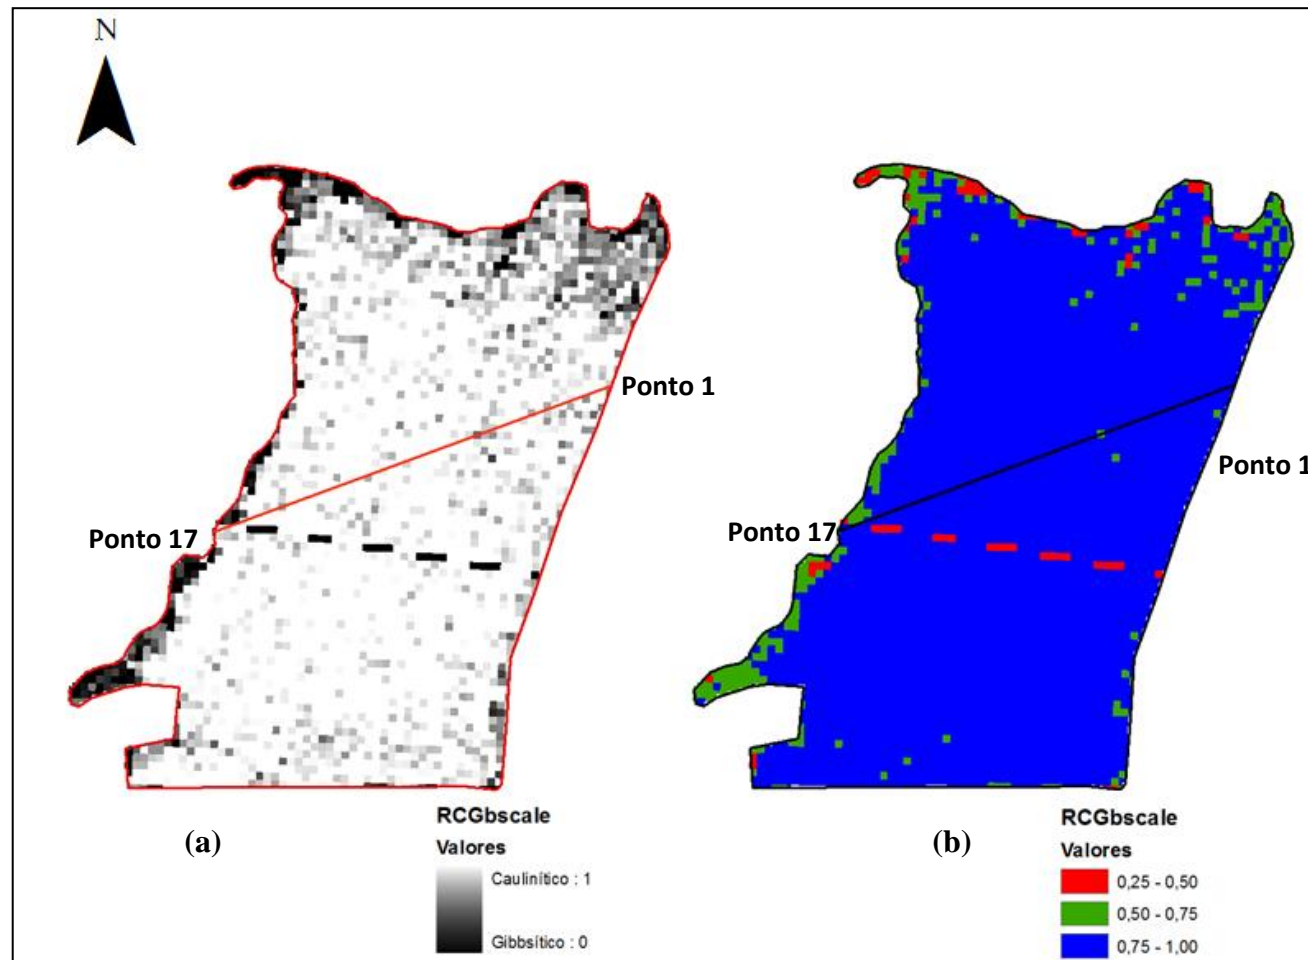 N
Ponto 1
Ponto 17
(a)
RCGbscale
Valores
Caulinítico : 1
Gibbsítico : 0
Ponto 1
Ponto 17
(b)
RCGbscale
Valores
0,25 - 0,50
0,50 - 0,75
0,75 - 1,00